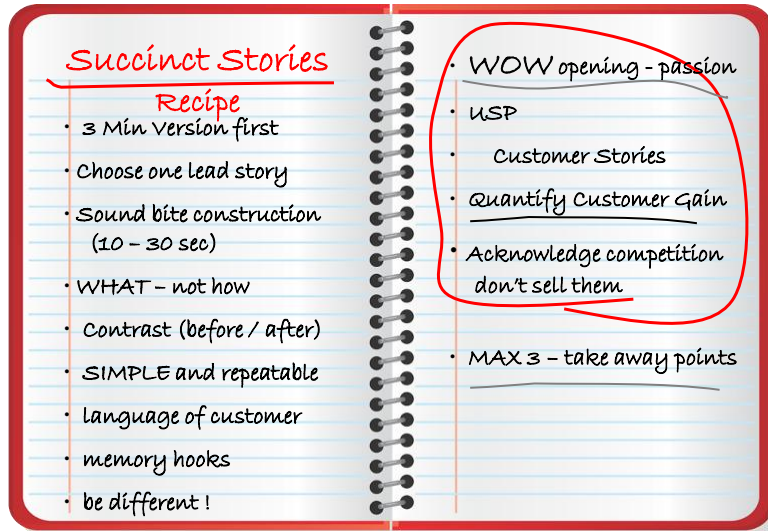 Succinct Stories
Recipe
• 3 Min Version first
• Choose one lead story
• Sound bite construction
(10 – 30 sec)
• WHAT – not how
• Contrast (before / after)
• SIMPLE and repeatable
• language of customer
• memory hooks
• be different !
• WOW opening - passion
• USP
• Customer Stories
• Quantify Customer Gain
• Acknowledge competition
don't sell them
• MAX 3 – take away points